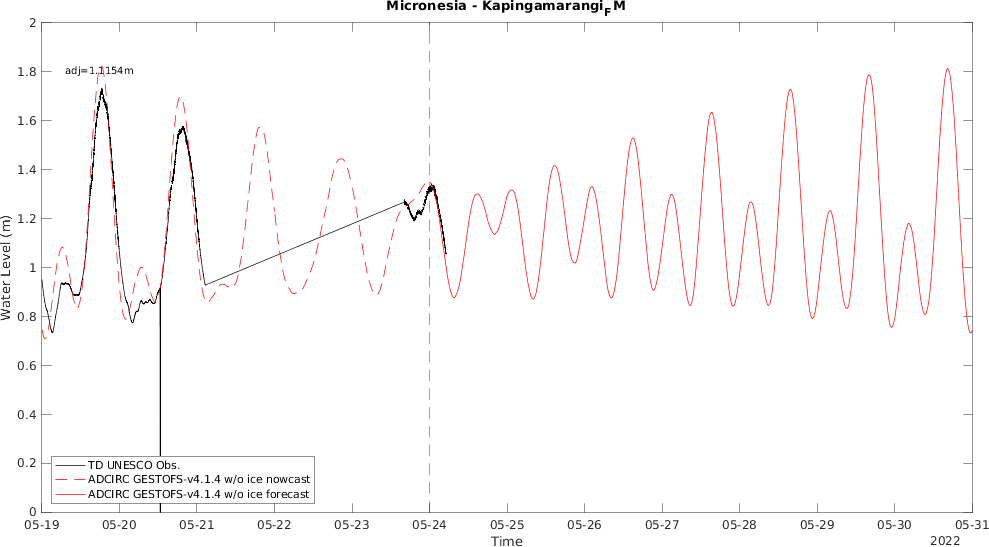 Micronesia - Kapingamarangi_FM
adj=1.1154m
2
1.8
1.6
1.4
1.2
1
0.8
0.6
0.4
0.2
0
Water Level (m)
TD UNESCO Obs.
ADCIRC GESTOFS-v4.1.4 w/o ice nowcast
ADCIRC GESTOFS-v4.1.4 w/o ice forecast
05-19 05-20 05-21 05-22 05-23 05-24 05-25 05-26 05-27 05-28 05-29 05-30 05-31
Time
2022